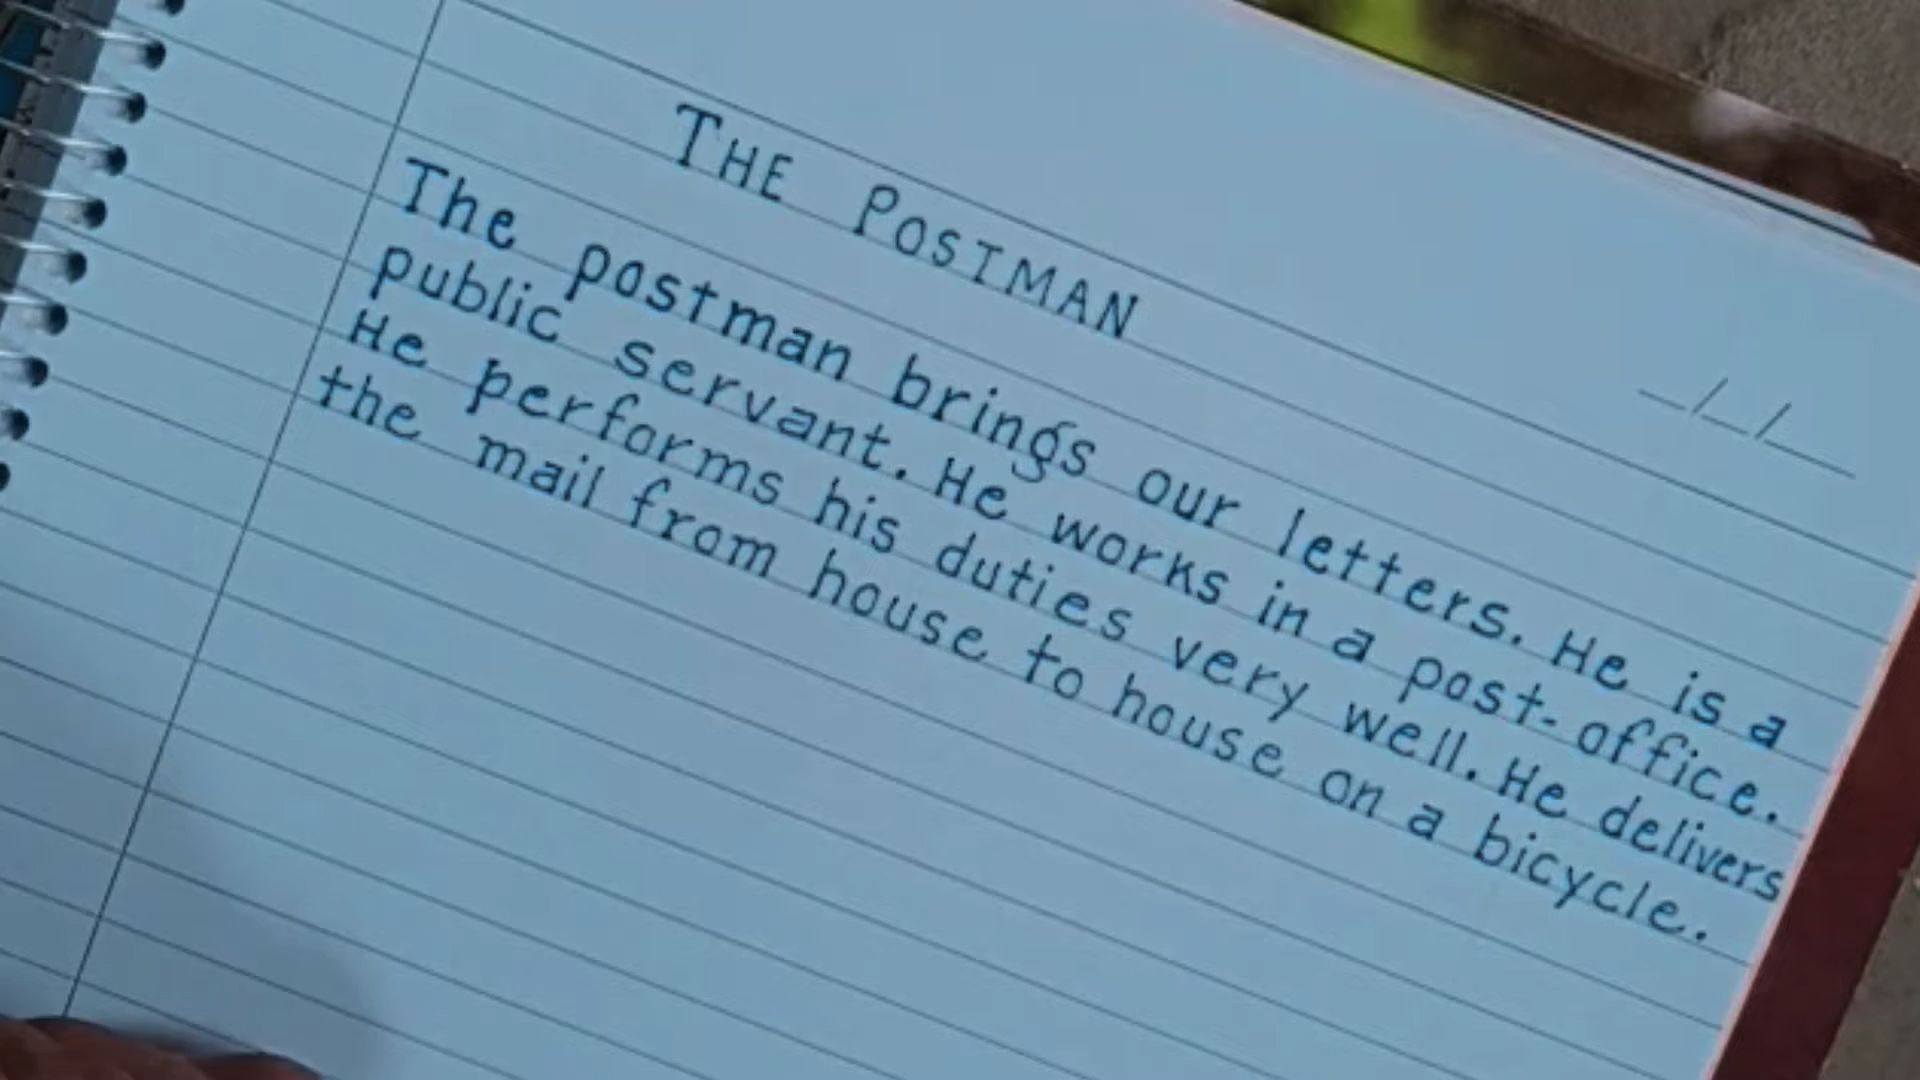 THE POSTMAN
_/_/__
The postman brings our letters. He is a
public servant. He works in a post-office.
He performs his duties very well. He delivers
the mail from house to house on a bicycle.